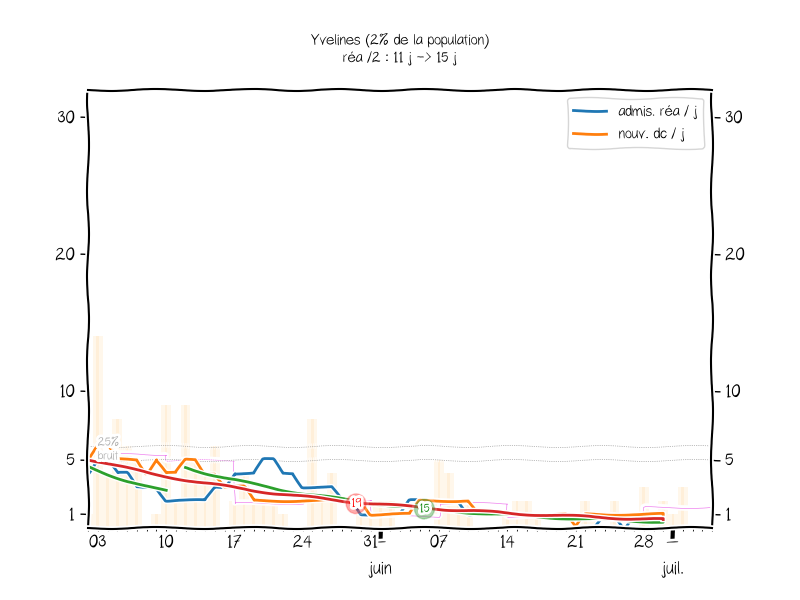 Yvelines (2% de la population)
réa /2 : 11 j -> 15 j
admis. réa / j
nouv. dc / j
30
30
20
20
10
10
25%
bruit
5
5
19
15
1
1
03 10 17 24 31 07 14 21 28
juin juil.